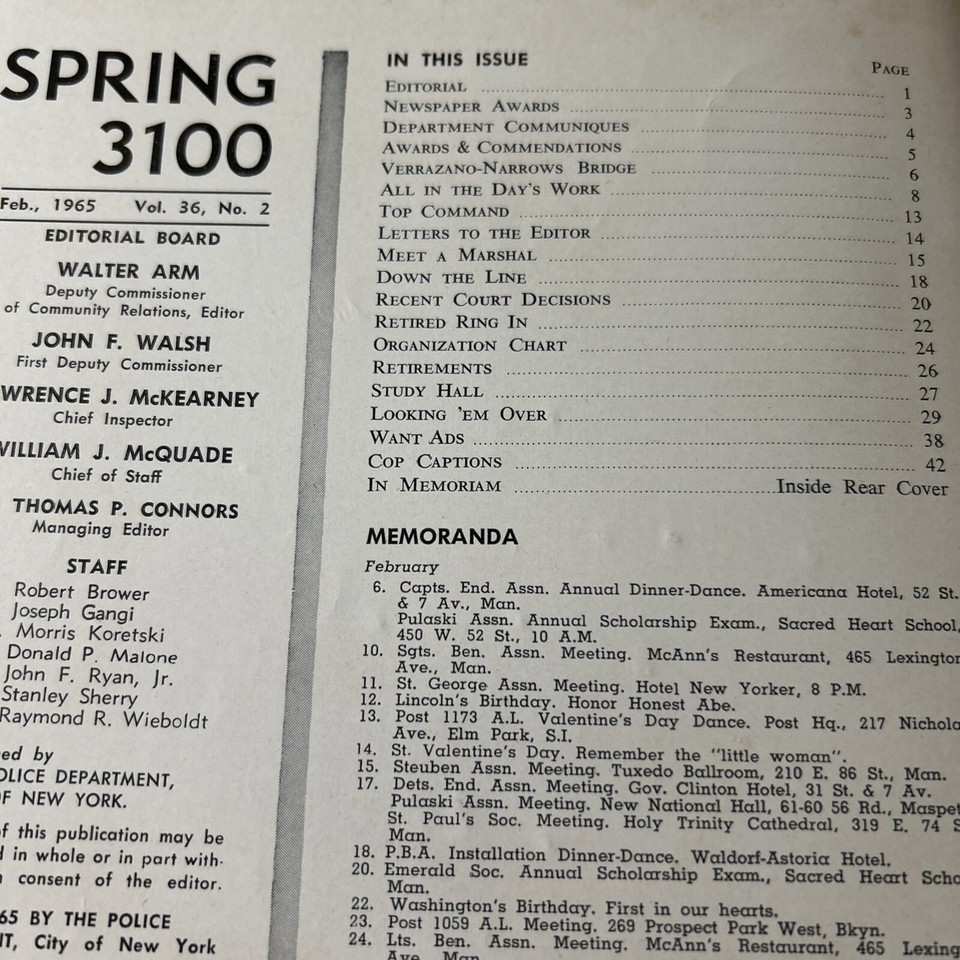 SPRING
3100
Feb., 1965 Vol. 36, No. 2
EDITORIAL BOARD
WALTER ARM
Deputy Commissioner
of Community Relations, Editor
JOHN F. WALSH
First Deputy Commissioner
WRENCE J. McKEARNEY
Chief Inspector
WILLIAM J. McQUADE
Chief of Staff
THOMAS P. CONNORS
Managing Editor
STAFF
Robert Brower
Joseph Gangi
. Morris Koretski
Donald P. Malone
John F. Ryan, Jr.
Stanley Sherry
Raymond R. Wieboldt
ed by
OLICE DEPARTMENT,
OF NEW YORK.
of this publication may be
d in whole or in part with-
consent of the editor.
65 BY THE POLICE
NT, City of New York
IN THIS ISSUE
PAGE
EDITORIAL 1
NEWSPAPER AWARDS 3
DEPARTMENT COMMUNIQUES 4
AWARDS & COMMENDATIONS 5
VERRAZANO-NARROWS BRIDGE 6
ALL IN THE DAY'S WORK 8
TOP COMMAND 13
LETTERS TO THE EDITOR 14
MEET A MARSHAL 15
DOWN THE LINE 18
RECENT COURT DECISIONS 20
RETIRED RING IN 22
ORGANIZATION CHART 24
RETIREMENTS 26
STUDY HALL 27
LOOKING 'EM OVER 29
WANT ADS 38
COP CAPTIONS 42
IN MEMORIAM Inside Rear Cover
MEMORANDA
February
6. Capts. End. Assn. Annual Dinner-Dance. Americana Hotel, 52 St.
& 7 Av., Man.
Pulaski Assn. Annual Scholarship Exam., Sacred Heart School,
450 W. 52 St., 10 A.M.
10. Sgts. Ben. Assn. Meeting. McAnn's Restaurant, 465 Lexington
Ave., Man.
11. St. George Assn. Meeting. Hotel New Yorker, 8 P.M.
12. Lincoln's Birthday. Honor Honest Abe.
13. Post 1173 A.L. Valentine's Day Dance. Post Hq., 217 Nichola
Ave., Elm Park, S.I.
14. St. Valentine's Day. Remember the "little woman".
15. Steuben Assn. Meeting. Tuxedo Ballroom, 210 E. 86 St., Man.
17. Dets. End. Assn. Meeting. Gov. Clinton Hotel, 31 St. & 7 Av.
Pulaski Assn. Meeting. New National Hall, 61-60 56 Rd., Maspet
St. Paul's Soc. Meeting. Holy Trinity Cathedral, 319 E. 74 S
Man.
18. P.B.A. Installation Dinner-Dance. Waldorf-Astoria Hotel.
20. Emerald Soc. Annual Scholarship Exam., Sacred Heart Scho
Man.
22. Washington's Birthday. First in our hearts.
23. Post 1059 A.L. Meeting. 269 Prospect Park West, Bkyn.
24. Lts. Ben. Assn. Meeting. McAnn's Restaurant, 465 Lexing
Ave., Man.